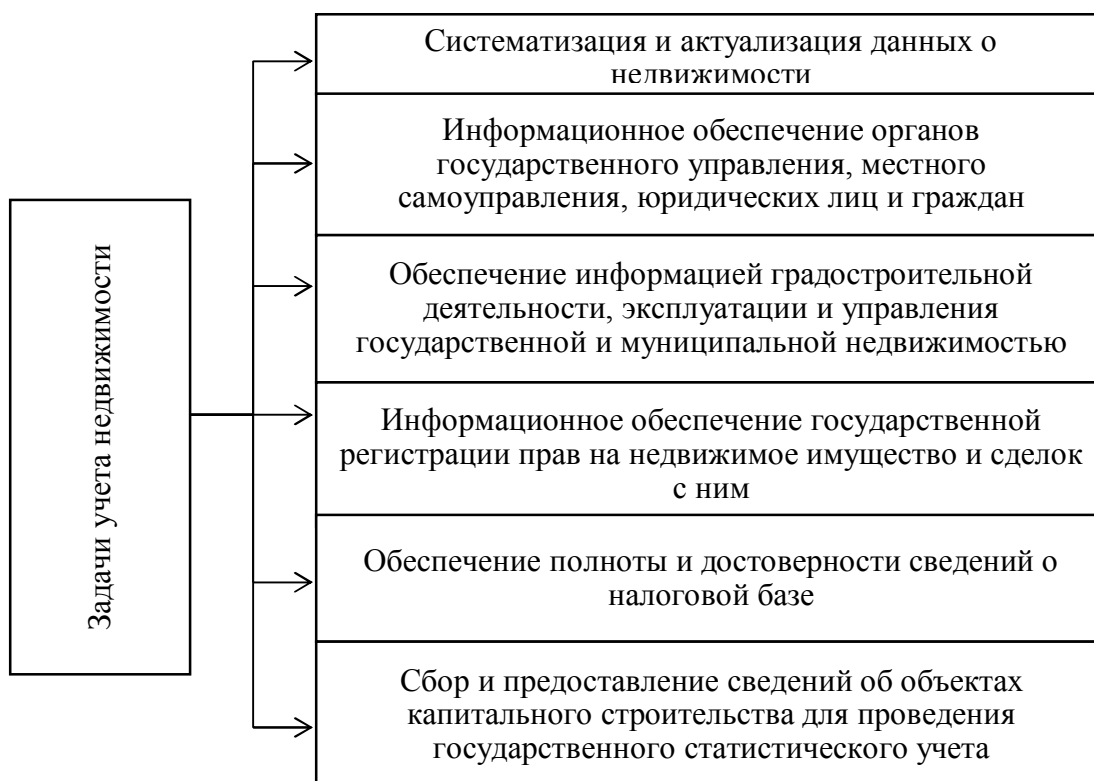 Задачи учета недвижимости
Систематизация и актуализация данных о
недвижимости
Информационное обеспечение органов
государственного управления, местного
самоуправления, юридических лиц и граждан
Обеспечение информацией градостроительной
деятельности, эксплуатации и управления
государственной и муниципальной недвижимостью
Информационное обеспечение государственной
регистрации прав на недвижимое имущество и сделок
с ним
Обеспечение полноты и достоверности сведений о
налоговой базе
Сбор и предоставление сведений об объектах
капитального строительства для проведения
государственного статистического учета